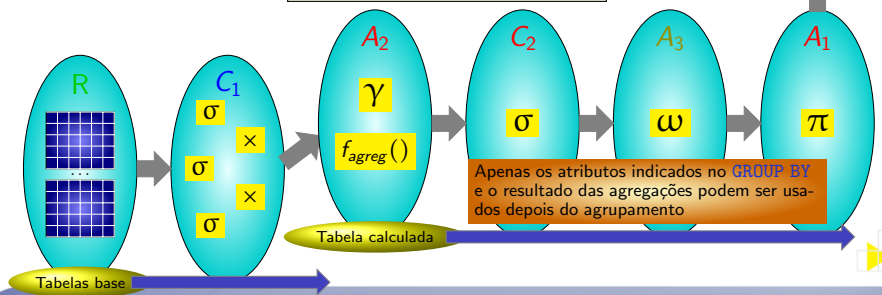 R
...
C₁
σ
×
σ
×
σ
A₂
γ
f_agreg()
C₂
σ
A₃
ω
A₁
π
Apenas os atributos indicados no GROUP BY
e o resultado das agregações podem ser usa-
dos depois do agrupamento
Tabela calculada
Tabelas base